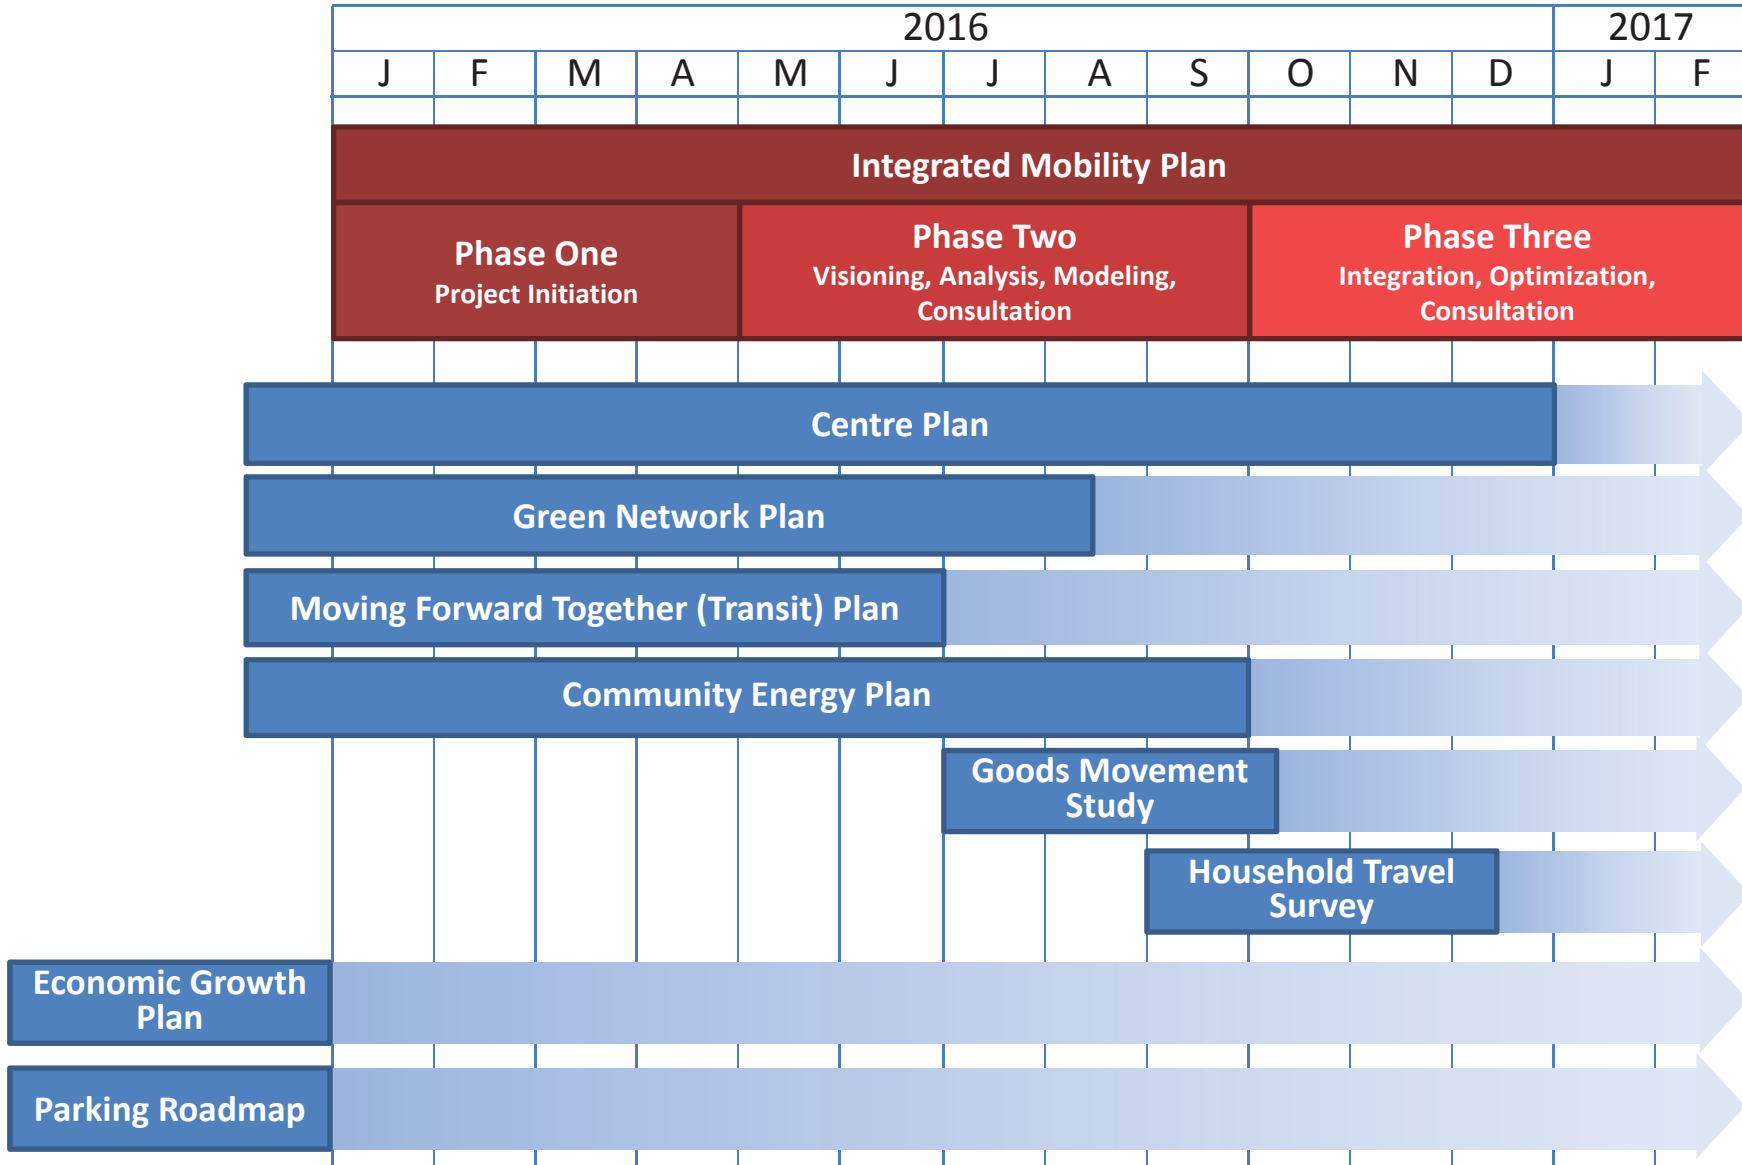 2016 2017
J F M A M J J A S O N D J F
Integrated Mobility Plan
Phase One
Project Initiation
Phase Two
Visioning, Analysis, Modeling,
Consultation
Phase Three
Integration, Optimization,
Consultation
Centre Plan
Green Network Plan
Moving Forward Together (Transit) Plan
Community Energy Plan
Goods Movement
Study
Household Travel
Survey
Economic Growth
Plan
Parking Roadmap